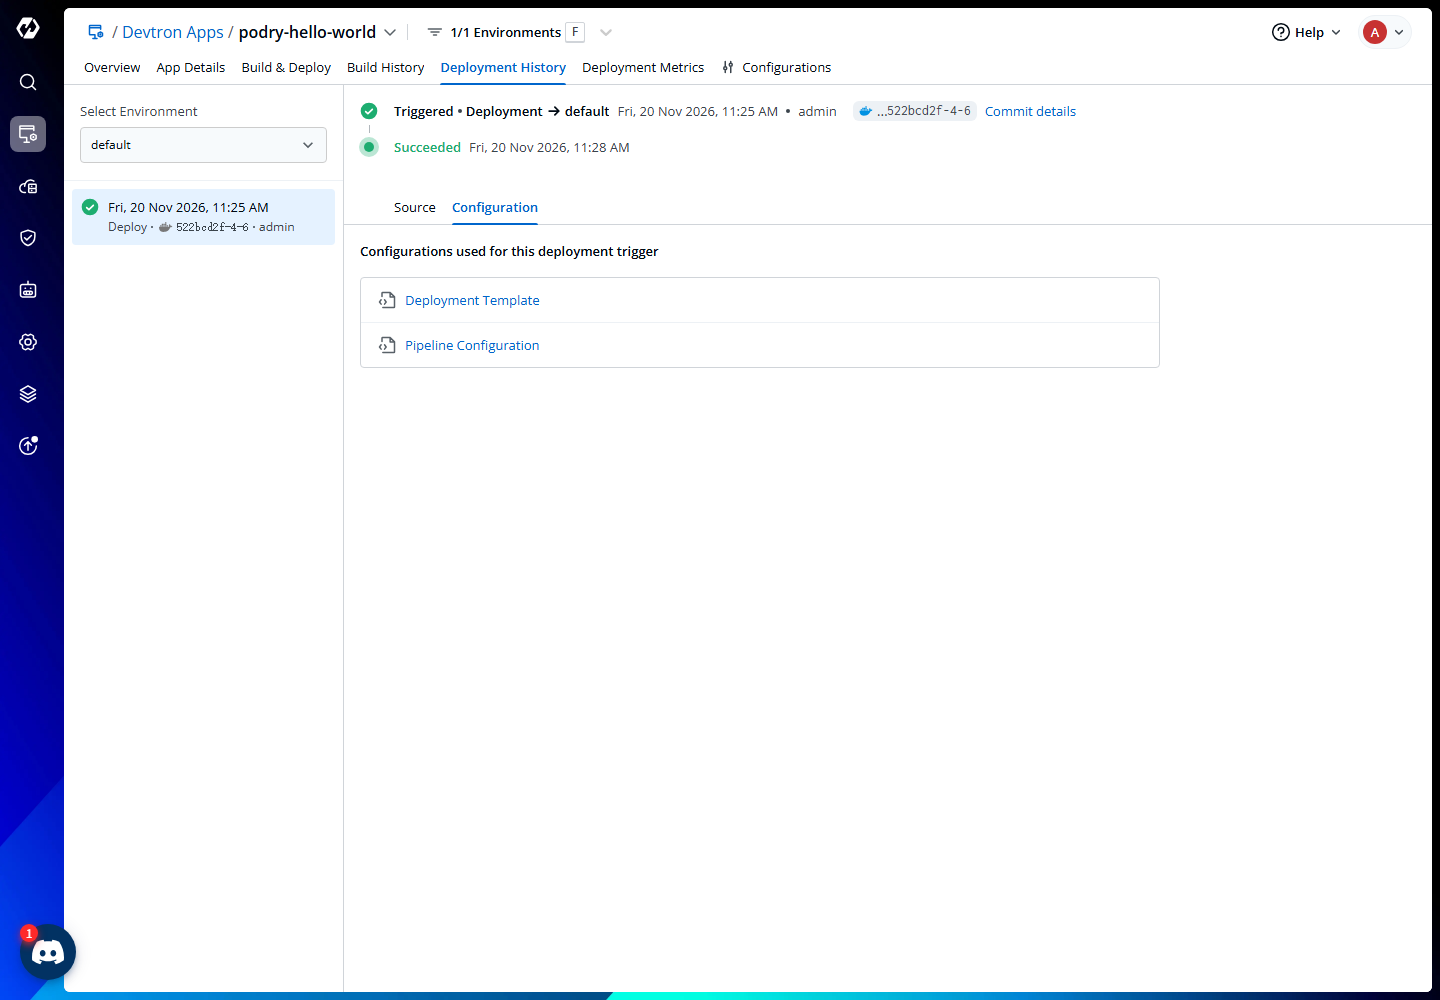 / Devtron Apps / podry-hello-world
1/1 Environments F
Help
A
Overview App Details Build & Deploy Build History Deployment History Deployment Metrics Configurations
Select Environment
default
Fri, 20 Nov 2026, 11:25 AM
Deploy · 522bcd2f-4-6 · admin
Triggered • Deployment → default Fri, 20 Nov 2026, 11:25 AM • admin …522bcd2f-4-6 Commit details
Succeeded Fri, 20 Nov 2026, 11:28 AM
Source Configuration
Configurations used for this deployment trigger
Deployment Template
Pipeline Configuration
1